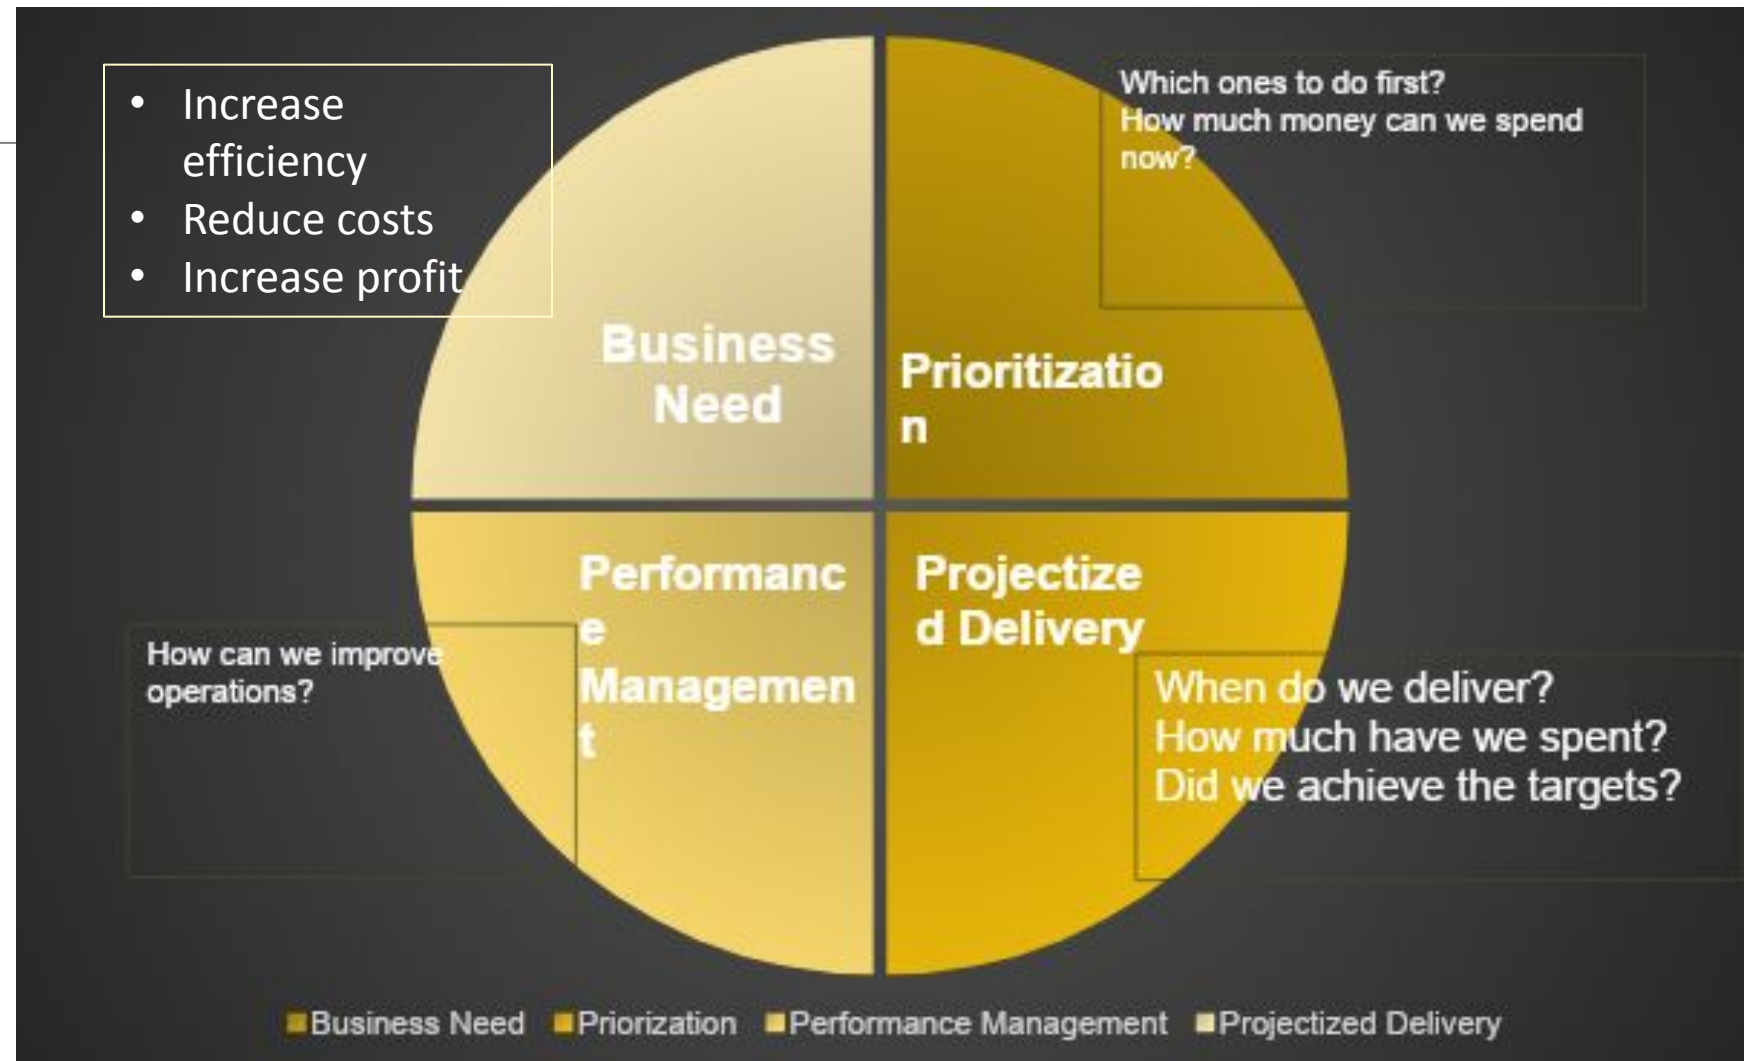 • Increase
efficiency
• Reduce costs
• Increase profit
Which ones to do first?
How much money can we spend
now?
Business
Need
Prioritizatio
n
Performanc
e
Managemen
t
Projectize
d Delivery
How can we improve
operations?
When do we deliver?
How much have we spent?
Did we achieve the targets?
Business Need Priorization Performance Management Projectized Delivery